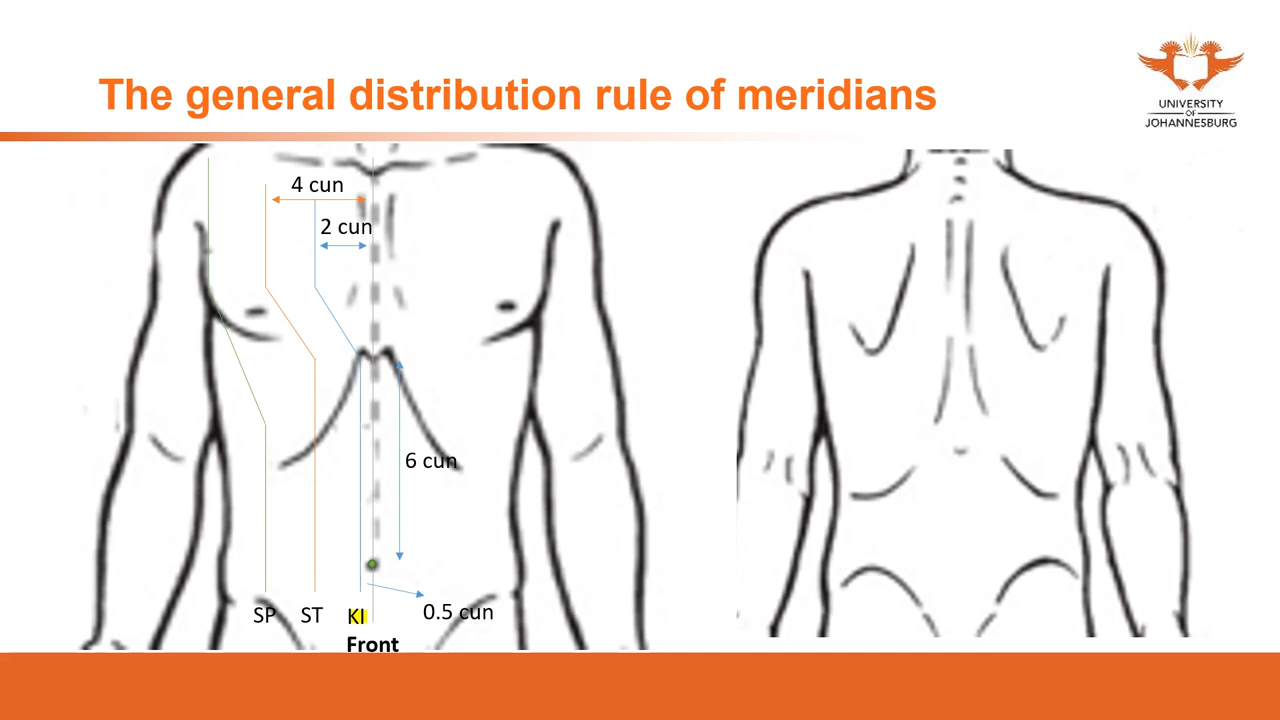 The general distribution rule of meridians
UNIVERSITY
OF
JOHANNESBURG
4 cun
2 cun
6 cun
0.5 cun
SP
ST
KI
Front